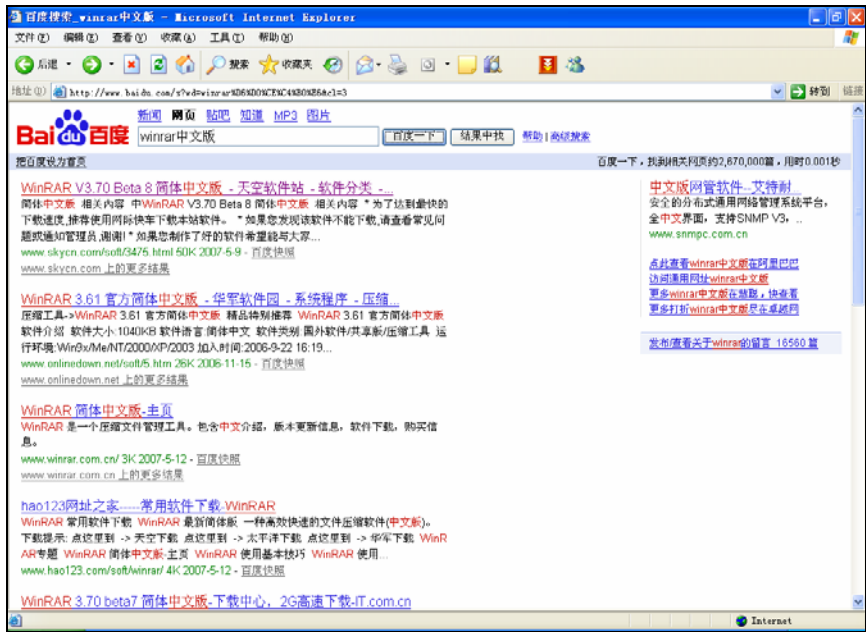 百度搜索_winrar中文版 - Microsoft Internet Explorer
文件(F) 编辑(E) 查看(V) 收藏(A) 工具(T) 帮助(H)
后退 搜索 收藏夹
地址(D) http://www.baidu.com/s?wd=winrar%D6%D0%CE%C4%B0%E6&cl=3 转到 链接
新闻 网页 贴吧 知道 MP3 图片
Bai du 百度 winrar中文版 百度一下 结果中找 帮助 | 高级搜索
把百度设为首页 百度一下,找到相关网页约2,670,000篇,用时0.001秒
WinRAR V3.70 Beta 8 简体中文版 - 天空软件站 - 软件分类 -...
简体中文版 相关内容 中WinRAR V3.70 Beta 8 简体中文版 相关内容 * 为了达到最快的
下载速度,推荐使用网际快车下载本站软件。 * 如果您发现该软件不能下载,请查看常见问
题或通知管理员,谢谢! * 如果您制作了好的软件希望能与大家...
www.skycn.com/soft/3475.html 50K 2007-5-9 - 百度快照
www.skycn.com 上的更多结果
WinRAR 3.61 官方简体中文版 - 华军软件园 - 系统程序 - 压缩...
压缩工具->WinRAR 3.61 官方简体中文版 精品特别推荐 WinRAR 3.61 官方简体中文版
软件介绍 软件大小:1040KB 软件语言:简体中文 软件类别:国外软件/共享版/压缩工具 运
行环境:Win9x/Me/NT/2000/XP/2003 加入时间:2006-9-22 16:19...
www.onlinedown.net/soft/5.htm 26K 2006-11-15 - 百度快照
www.onlinedown.net 上的更多结果
WinRAR 简体中文版-主页
WinRAR 是一个压缩文件管理工具。包含中文介绍,版本更新信息,软件下载,购买信
息。
www.winrar.com.cn/ 3K 2007-5-12 - 百度快照
www.winrar.com.cn 上的更多结果
hao123网址之家-----常用软件下载-WinRAR
WinRAR 常用软件下载 WinRAR 最新简体版 一种高效快速的文件压缩软件(中文版)。
下载提示: 点这里到 -> 天空下载 点这里到 -> 太平洋下载 点这里到 -> 华军下载 WinR
AR专题 WinRAR 简体中文版-主页 WinRAR 使用基本技巧 WinRAR 使用...
www.hao123.com/soft/winrar/ 4K 2007-5-12 - 百度快照
WinRAR 3.70 beta7 简体中文版-下载中心, 2G高速下载-IT.com.cn
中文版网管软件--艾特耐...
安全的分布式通用网络管理系统平台,
全中文界面,支持SNMP V3, ..
www.snmpc.com.cn
点此查看winrar中文版在阿里巴巴
访问通用网址winrar中文版
更多winrar中文版在慧聪,快查看
更多打折winrar中文版尽在卓越网
发布/查看关于winrar的留言 16560 篇
Internet